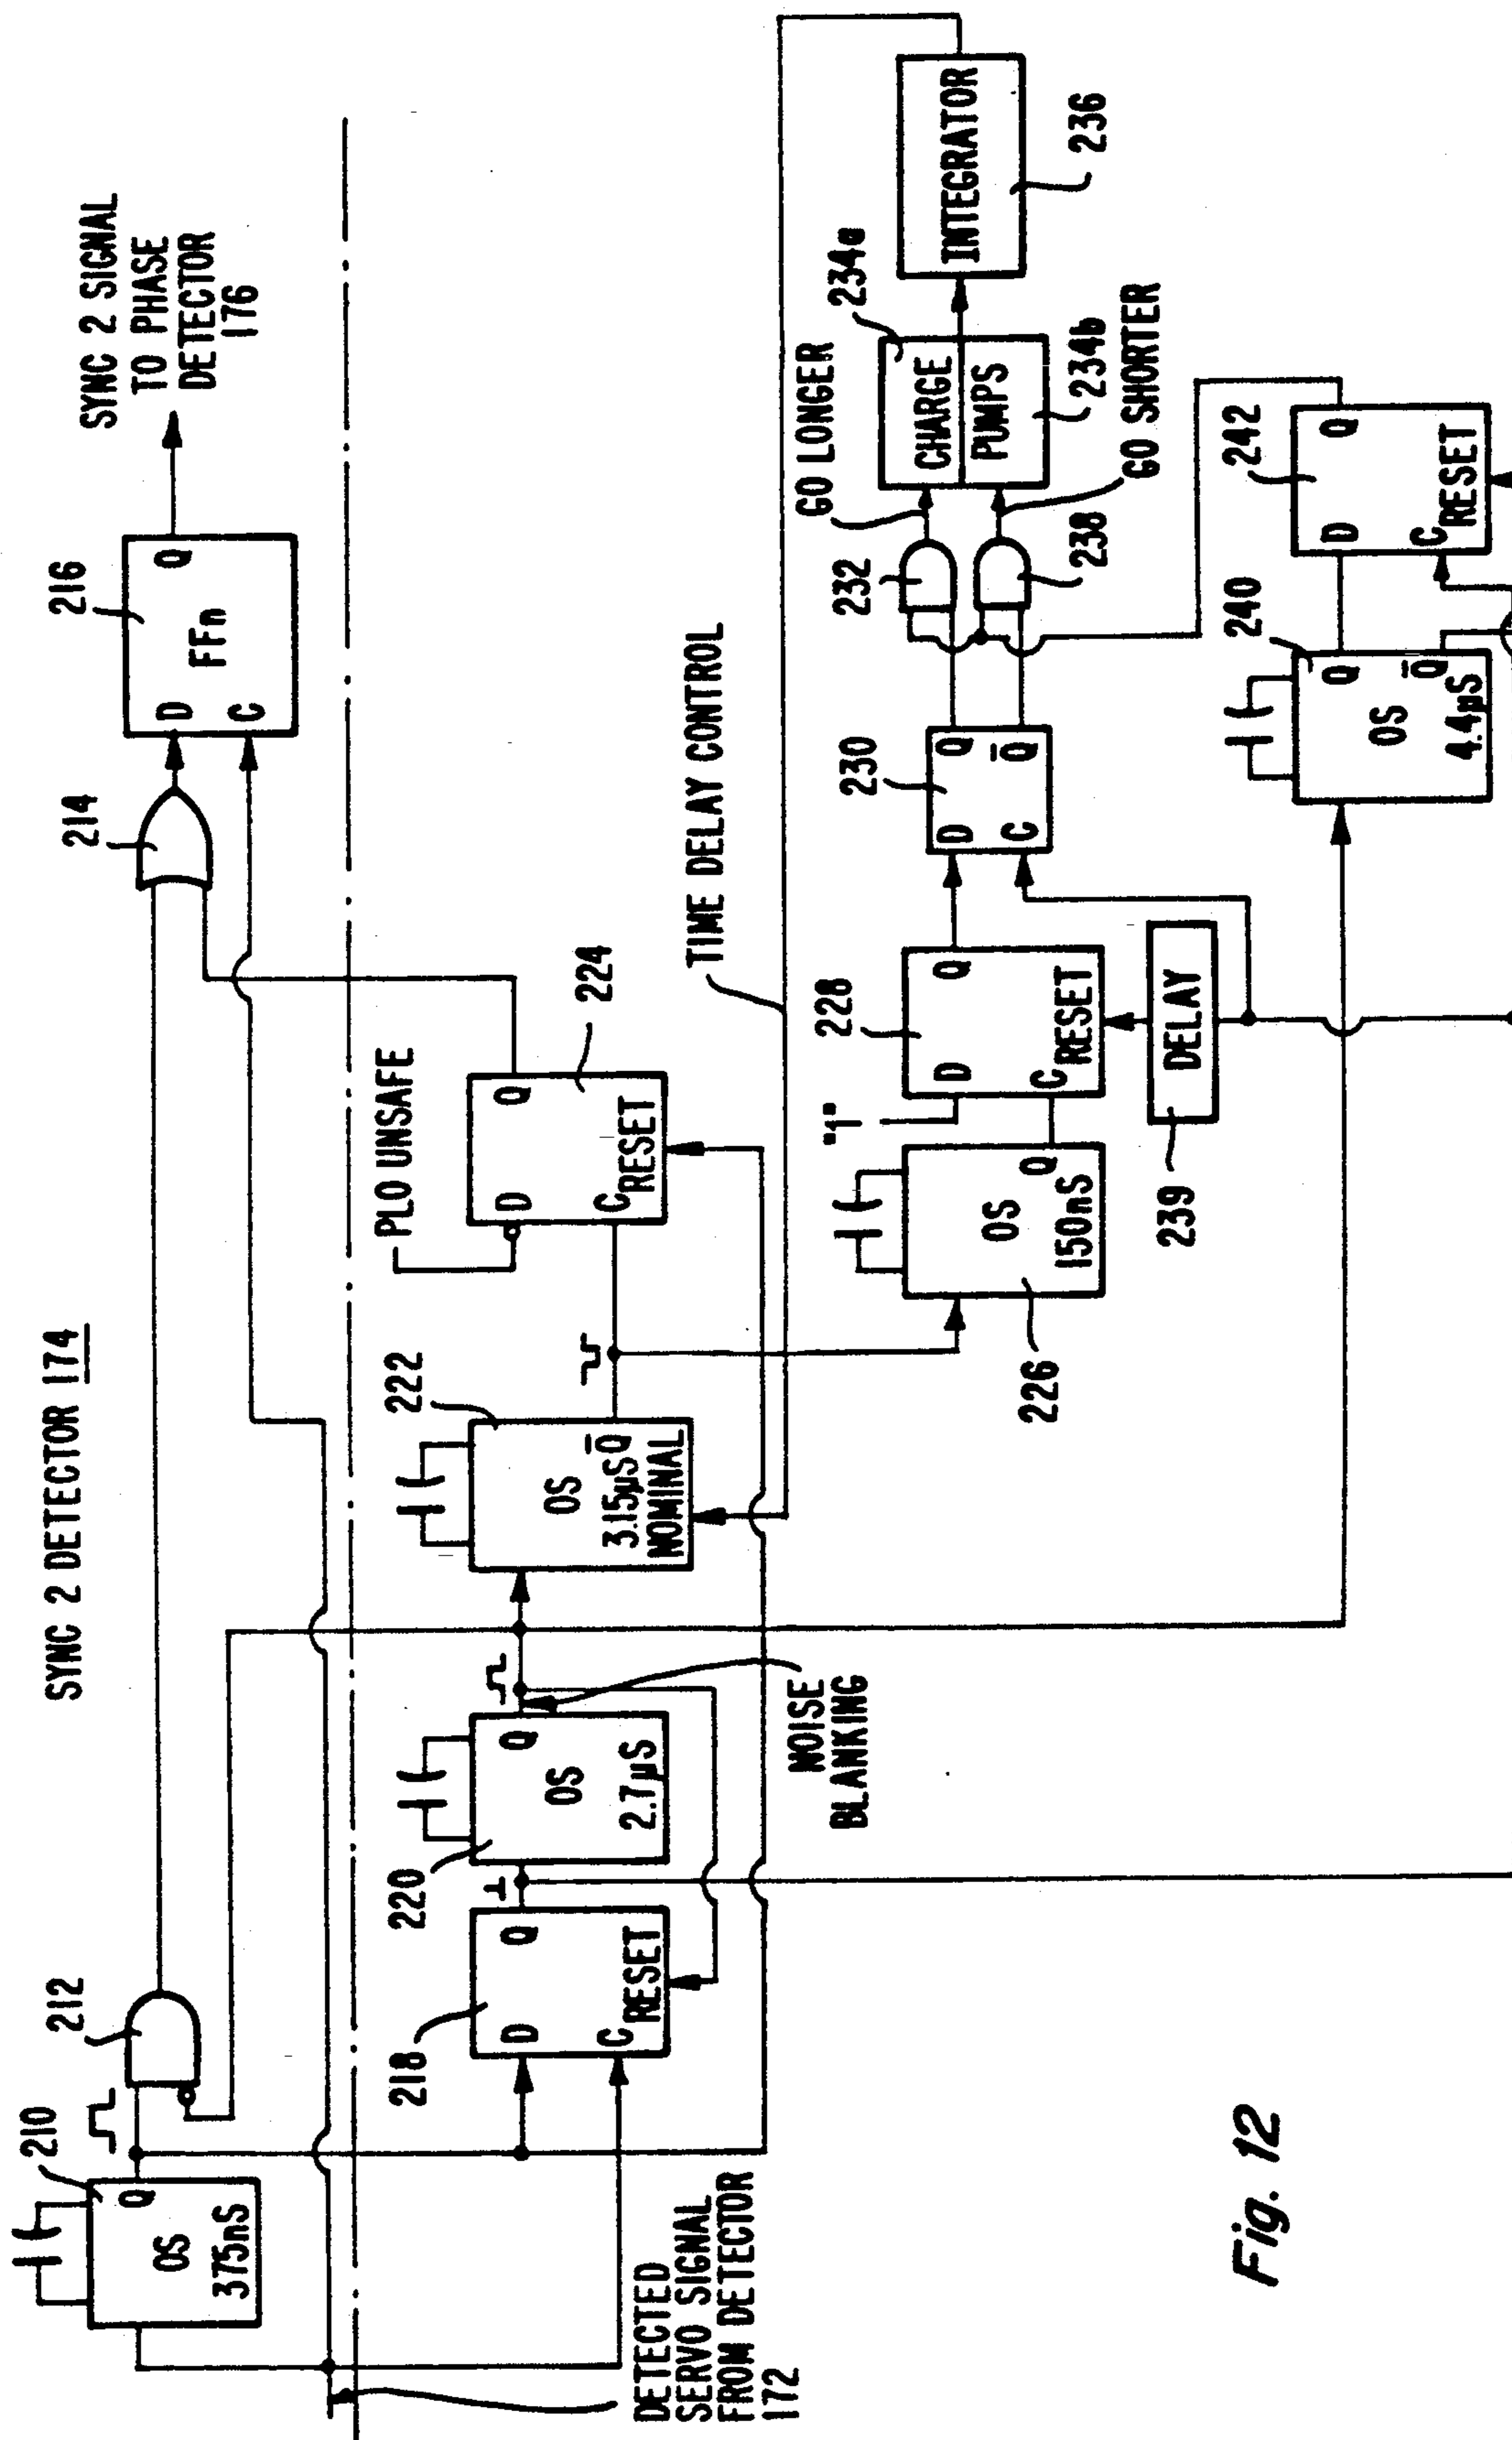 SYNC 2 DETECTOR 174
210
OS
Q
375nS
212
214
216
D
C
FFn
Q
SYNC 2 SIGNAL
TO PHASE
DETECTOR
176
DETECTED
SERVO SIGNAL
FROM DETECTOR
172
218
D
C
Q
RESET
220
OS
Q
2.7µS
NOISE
BLANKING
222
OS
3.15µS Q̅
NOMINAL
PLO UNSAFE
224
D
C
Q
RESET
TIME DELAY CONTROL
226
OS
Q
150nS
"1"
228
D
C
Q
RESET
239
DELAY
230
D
C
Q
Q̅
232
238
GO LONGER
GO SHORTER
234a
CHARGE
PUMPS
234b
INTEGRATOR
236
240
OS
Q
Q̅
4.4µS
242
D
C
Q
RESET
Fig. 12